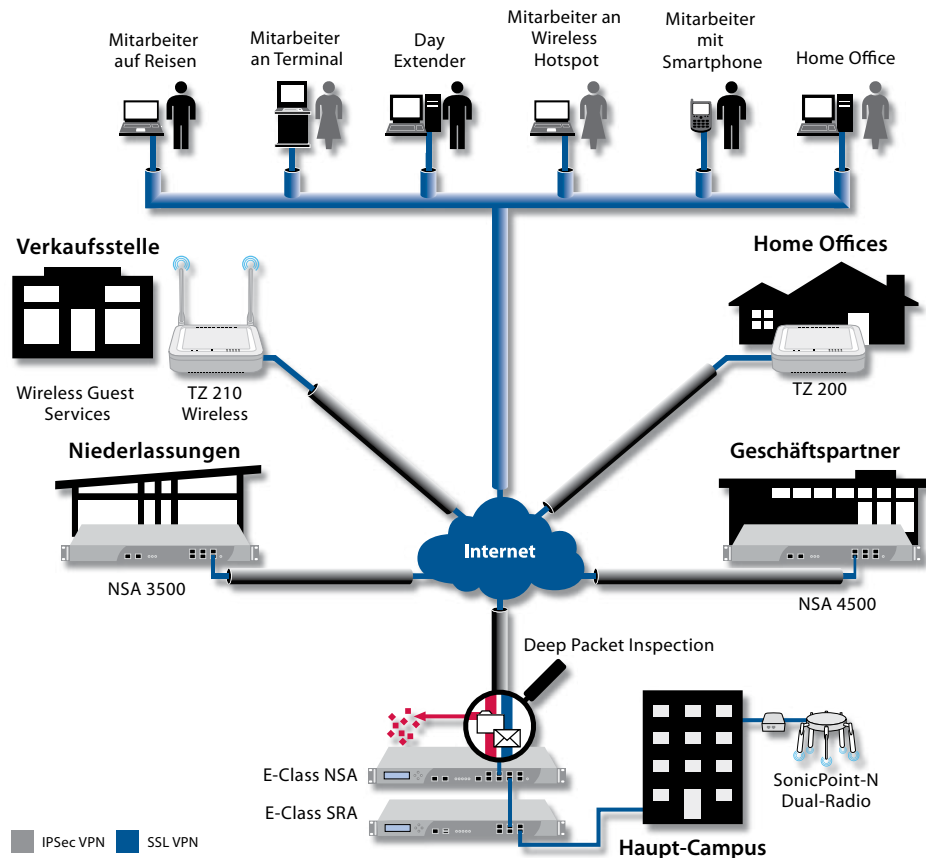 Mitarbeiter
auf Reisen
Mitarbeiter
an Terminal
Day
Extender
Mitarbeiter an
Wireless
Hotspot
Mitarbeiter
mit
Smartphone
Home Office
Verkaufsstelle
Home Offices
Wireless Guest
Services
TZ 210
Wireless
TZ 200
Niederlassungen
Geschäftspartner
Internet
NSA 3500
NSA 4500
Deep Packet Inspection
E-Class NSA
E-Class SRA
SonicPoint-N
Dual-Radio
Haupt-Campus
IPSec VPN
SSL VPN